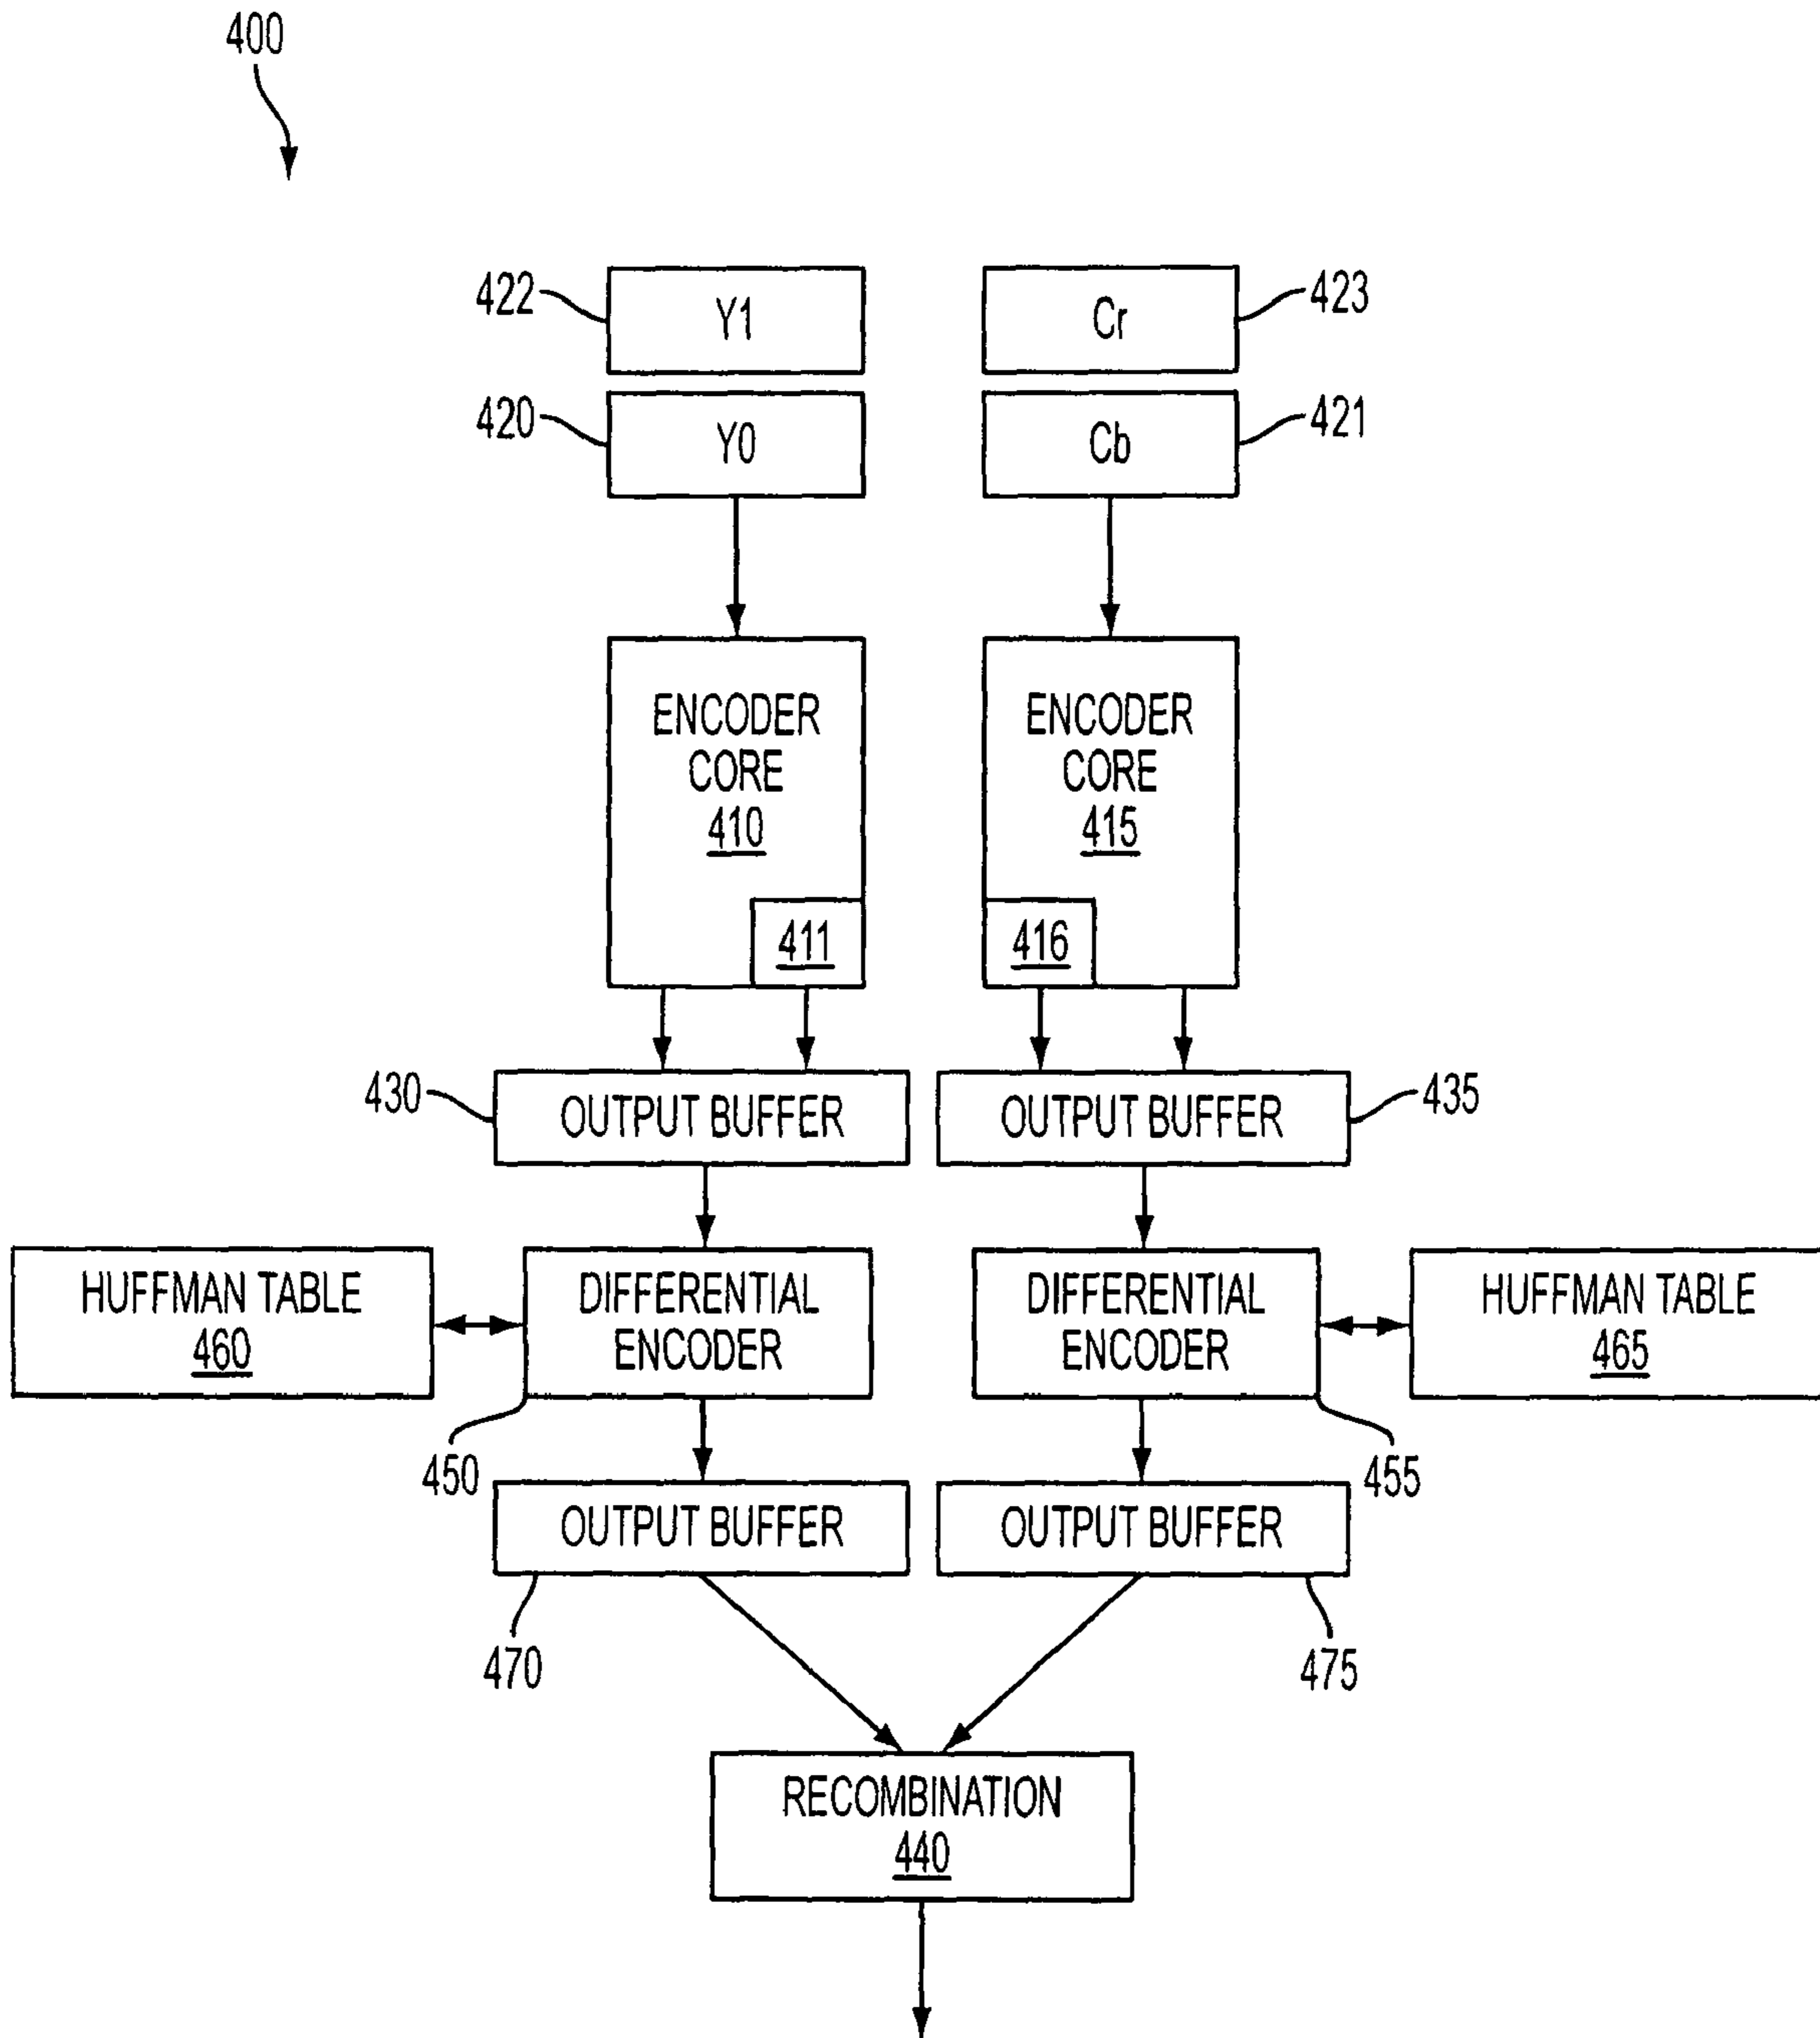 400
422
Y1
Cr
423
420
Y0
Cb
421
ENCODER
CORE
410
ENCODER
CORE
415
411
416
430
OUTPUT BUFFER
OUTPUT BUFFER
435
HUFFMAN TABLE
460
DIFFERENTIAL
ENCODER
DIFFERENTIAL
ENCODER
HUFFMAN TABLE
465
450
455
OUTPUT BUFFER
OUTPUT BUFFER
470
475
RECOMBINATION
440